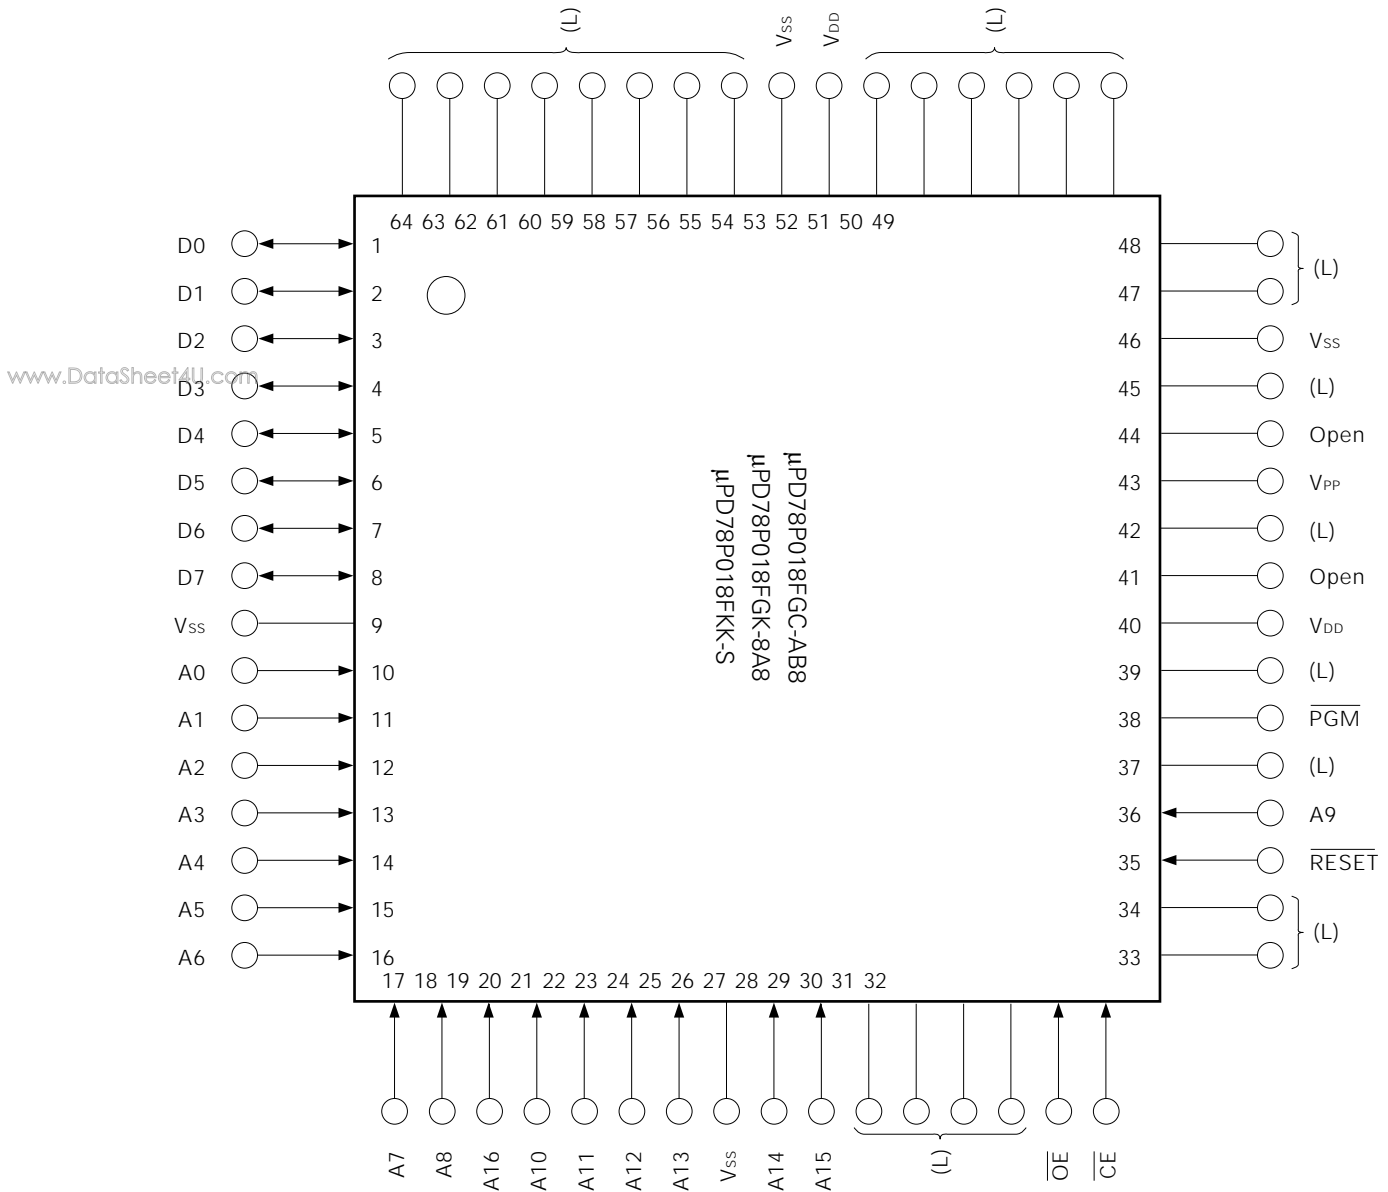 (L) VSS VDD (L)
64 63 62 61 60 59 58 57 56 55 54 53 52 51 50 49
D0 1 48
D1 2 47
(L)
D2 3 46 VSS
www.DataSheet4U.com
D3 4 45 (L)
D4 5 44 Open
D5 6 43 VPP
D6 7 42 (L)
D7 8 41 Open
VSS 9 40 VDD
A0 10 39 (L)
A1 11 38 PGM
A2 12 37 (L)
A3 13 36 A9
A4 14 35 RESET
A5 15 34
A6 16 33
(L)
μPD78P018FGC-AB8
μPD78P018FGK-8A8
μPD78P018FKK-S
17 18 19 20 21 22 23 24 25 26 27 28 29 30 31 32
A7 A8 A16 A10 A11 A12 A13 VSS A14 A15 (L) OE CE